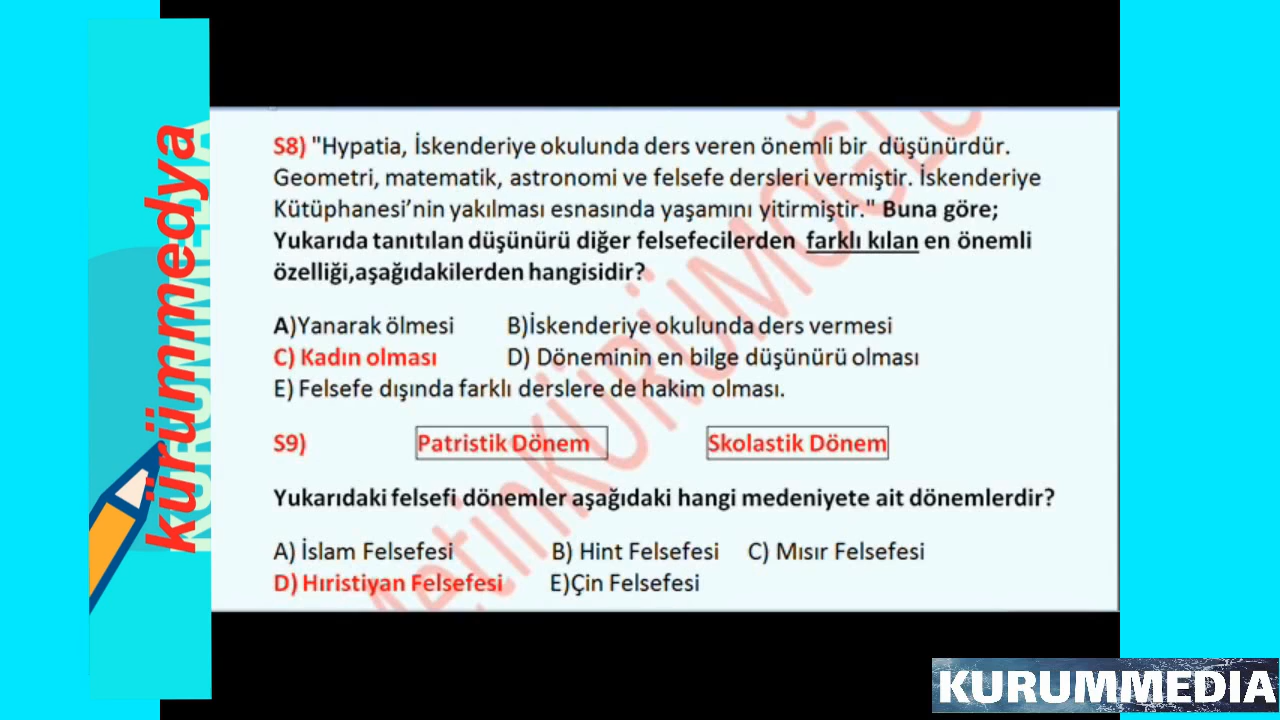 kürümmedya
KURUMMEDIA
S8) "Hypatia, İskenderiye okulunda ders veren önemli bir düşünürdür.
Geometri, matematik, astronomi ve felsefe dersleri vermiştir. İskenderiye
Kütüphanesi’nin yakılması esnasında yaşamını yitirmiştir." Buna göre;
Yukarıda tanıtılan düşünürü diğer felsefecilerden farklı kılan en önemli
özelliği,aşağıdakilerden hangisidir?
A)Yanarak ölmesi B)İskenderiye okulunda ders vermesi
C) Kadın olması D) Döneminin en bilge düşünürü olması
E) Felsefe dışında farklı derslere de hakim olması.
S9) Patristik Dönem Skolastik Dönem
Yukarıdaki felsefi dönemler aşağıdaki hangi medeniyete ait dönemlerdir?
A) İslam Felsefesi B) Hint Felsefesi C) Mısır Felsefesi
D) Hıristiyan Felsefesi E)Çin Felsefesi
MetinKÜRÜMOĞLU
KURUMMEDIA